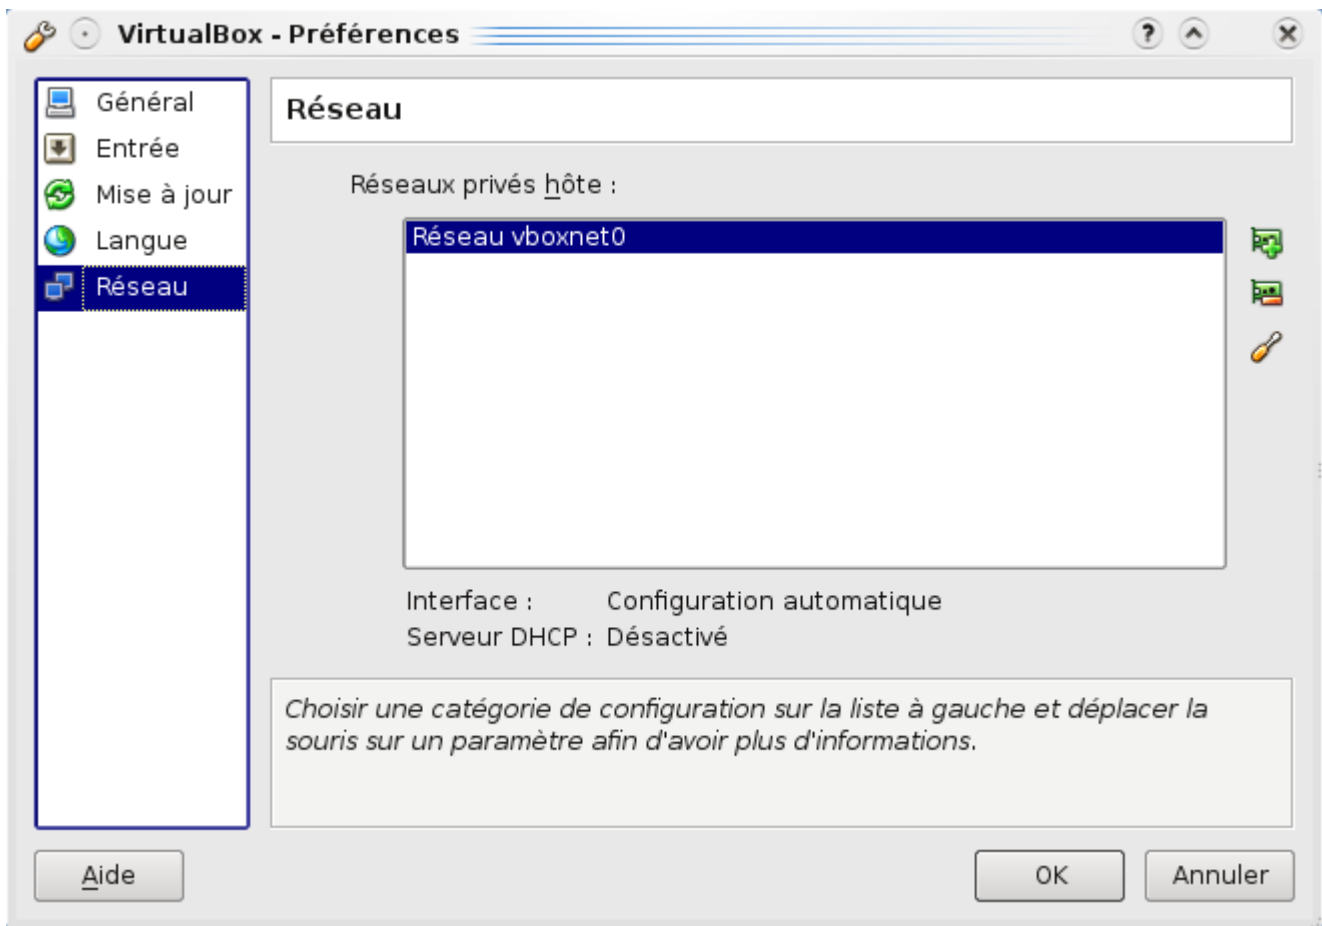 VirtualBox - Préférences
Général
Entrée
Mise à jour
Langue
Réseau
Réseau
Réseaux privés hôte :
Réseau vboxnet0
Interface : Configuration automatique
Serveur DHCP : Désactivé
Choisir une catégorie de configuration sur la liste à gauche et déplacer la
souris sur un paramètre afin d'avoir plus d'informations.
Aide
OK
Annuler